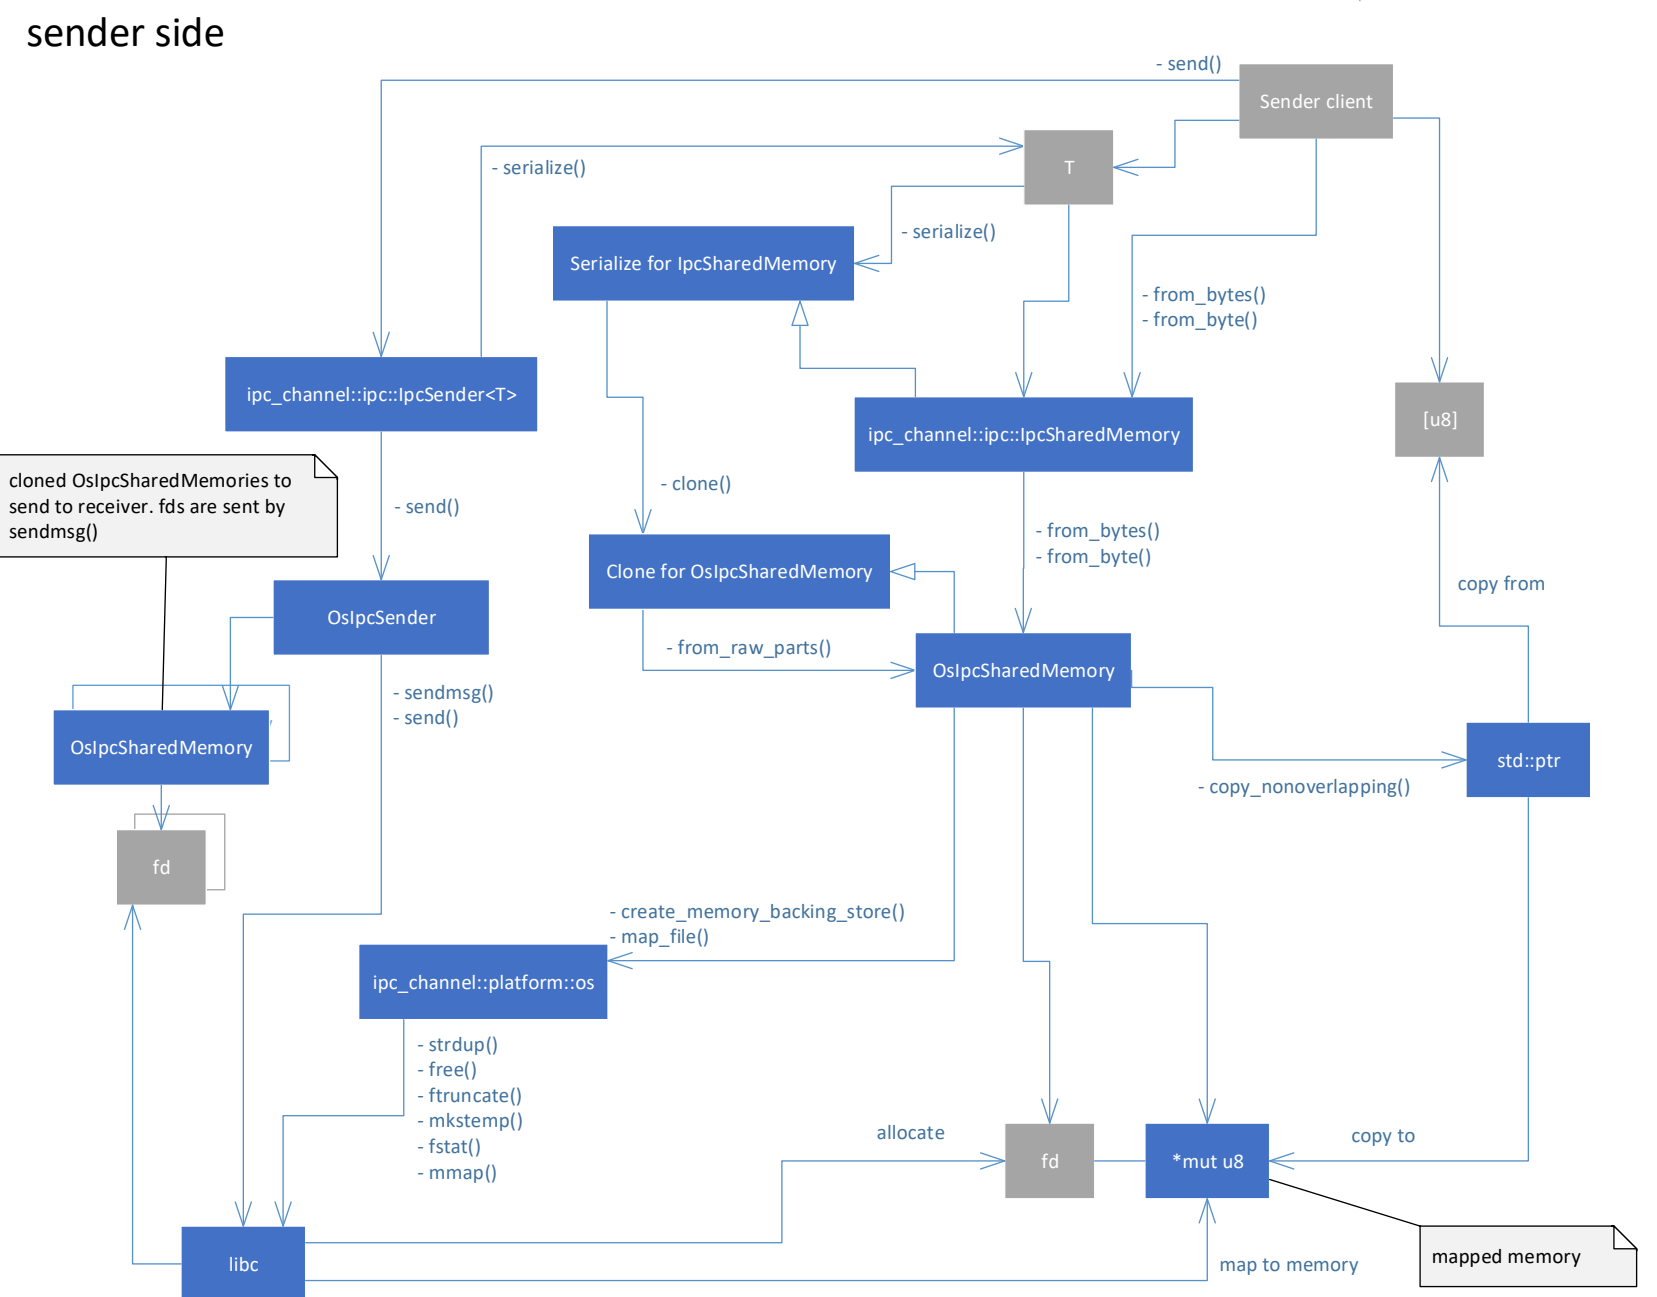 sender side
- send()
Sender client
T
- serialize()
- serialize()
Serialize for IpcSharedMemory
- from_bytes()
- from_byte()
ipc_channel::ipc::IpcSender<T>
ipc_channel::ipc::IpcSharedMemory
[u8]
cloned OsIpcSharedMemories to
send to receiver. fds are sent by
sendmsg()
- send()
- clone()
- from_bytes()
- from_byte()
Clone for OsIpcSharedMemory
copy from
OsIpcSender
- from_raw_parts()
OsIpcSharedMemory
- sendmsg()
- send()
OsIpcSharedMemory
std::ptr
- copy_nonoverlapping()
fd
- create_memory_backing_store()
- map_file()
ipc_channel::platform::os
- strdup()
- free()
- ftruncate()
- mkstemp()
- fstat()
- mmap()
allocate
fd
*mut u8
copy to
libc
map to memory
mapped memory